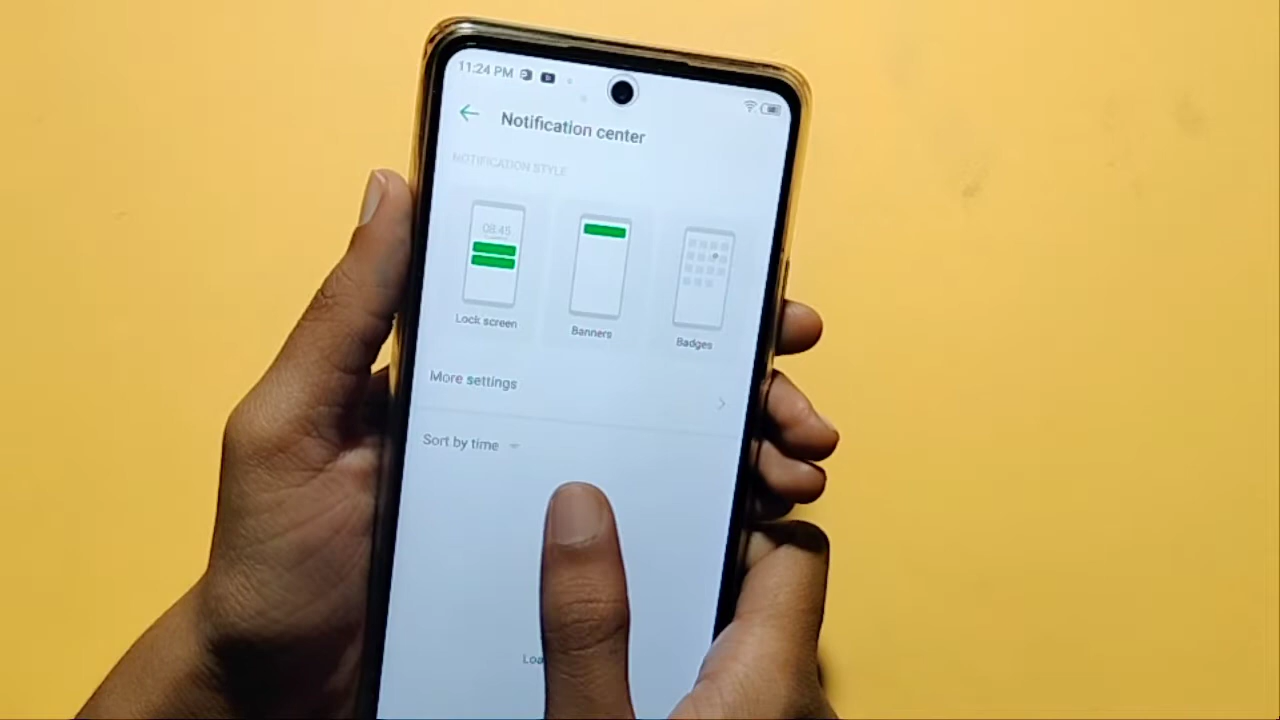 11:24 PM
Notification center
NOTIFICATION STYLE
08:45
Lock screen
Banners
Badges
More settings
Sort by time